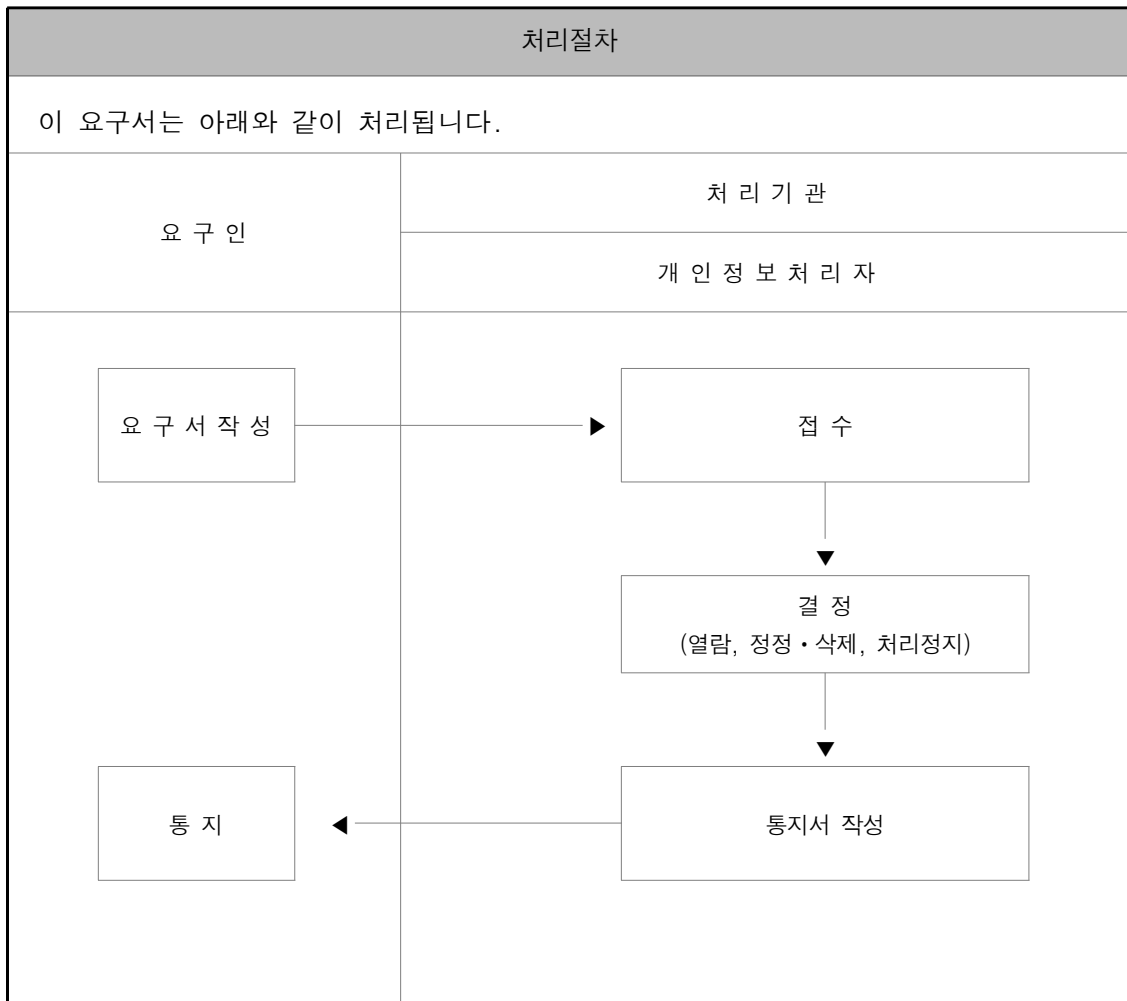 처리절차
이 요구서는 아래와 같이 처리됩니다.
요 구 인
처 리 기 관
개 인 정 보 처 리 자
요 구 서 작 성
접 수
결 정
(열람, 정정・삭제, 처리정지)
통 지
통지서 작성